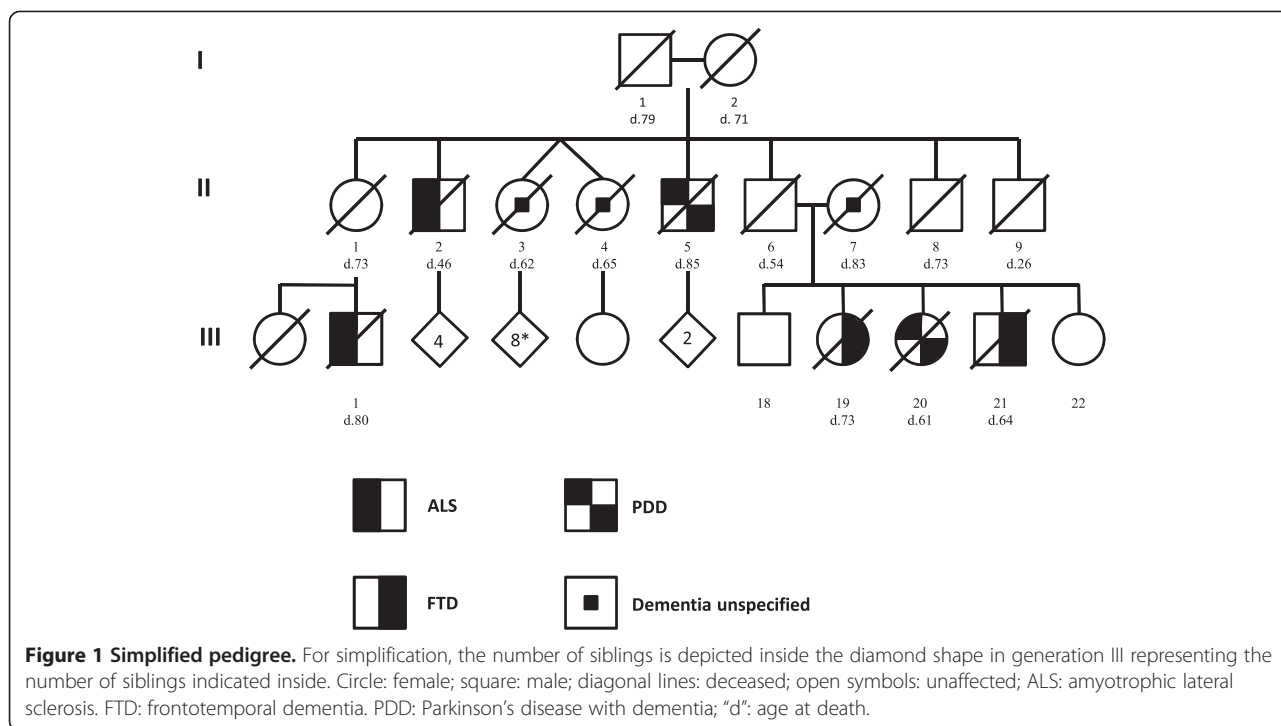 I
1 2
d.79 d. 71
II
1 2 3 4 5 6 7 8 9
d.73 d.46 d.62 d.65 d.85 d.54 d.83 d.73 d.26
III
4 8* 2
1 18 19 20 21 22
d.80 d.73 d.61 d.64
ALS PDD
FTD Dementia unspecified
Figure 1 Simplified pedigree. For simplification, the number of siblings is depicted inside the diamond shape in generation III representing the
number of siblings indicated inside. Circle: female; square: male; diagonal lines: deceased; open symbols: unaffected; ALS: amyotrophic lateral
sclerosis. FTD: frontotemporal dementia. PDD: Parkinson’s disease with dementia; “d”: age at death.